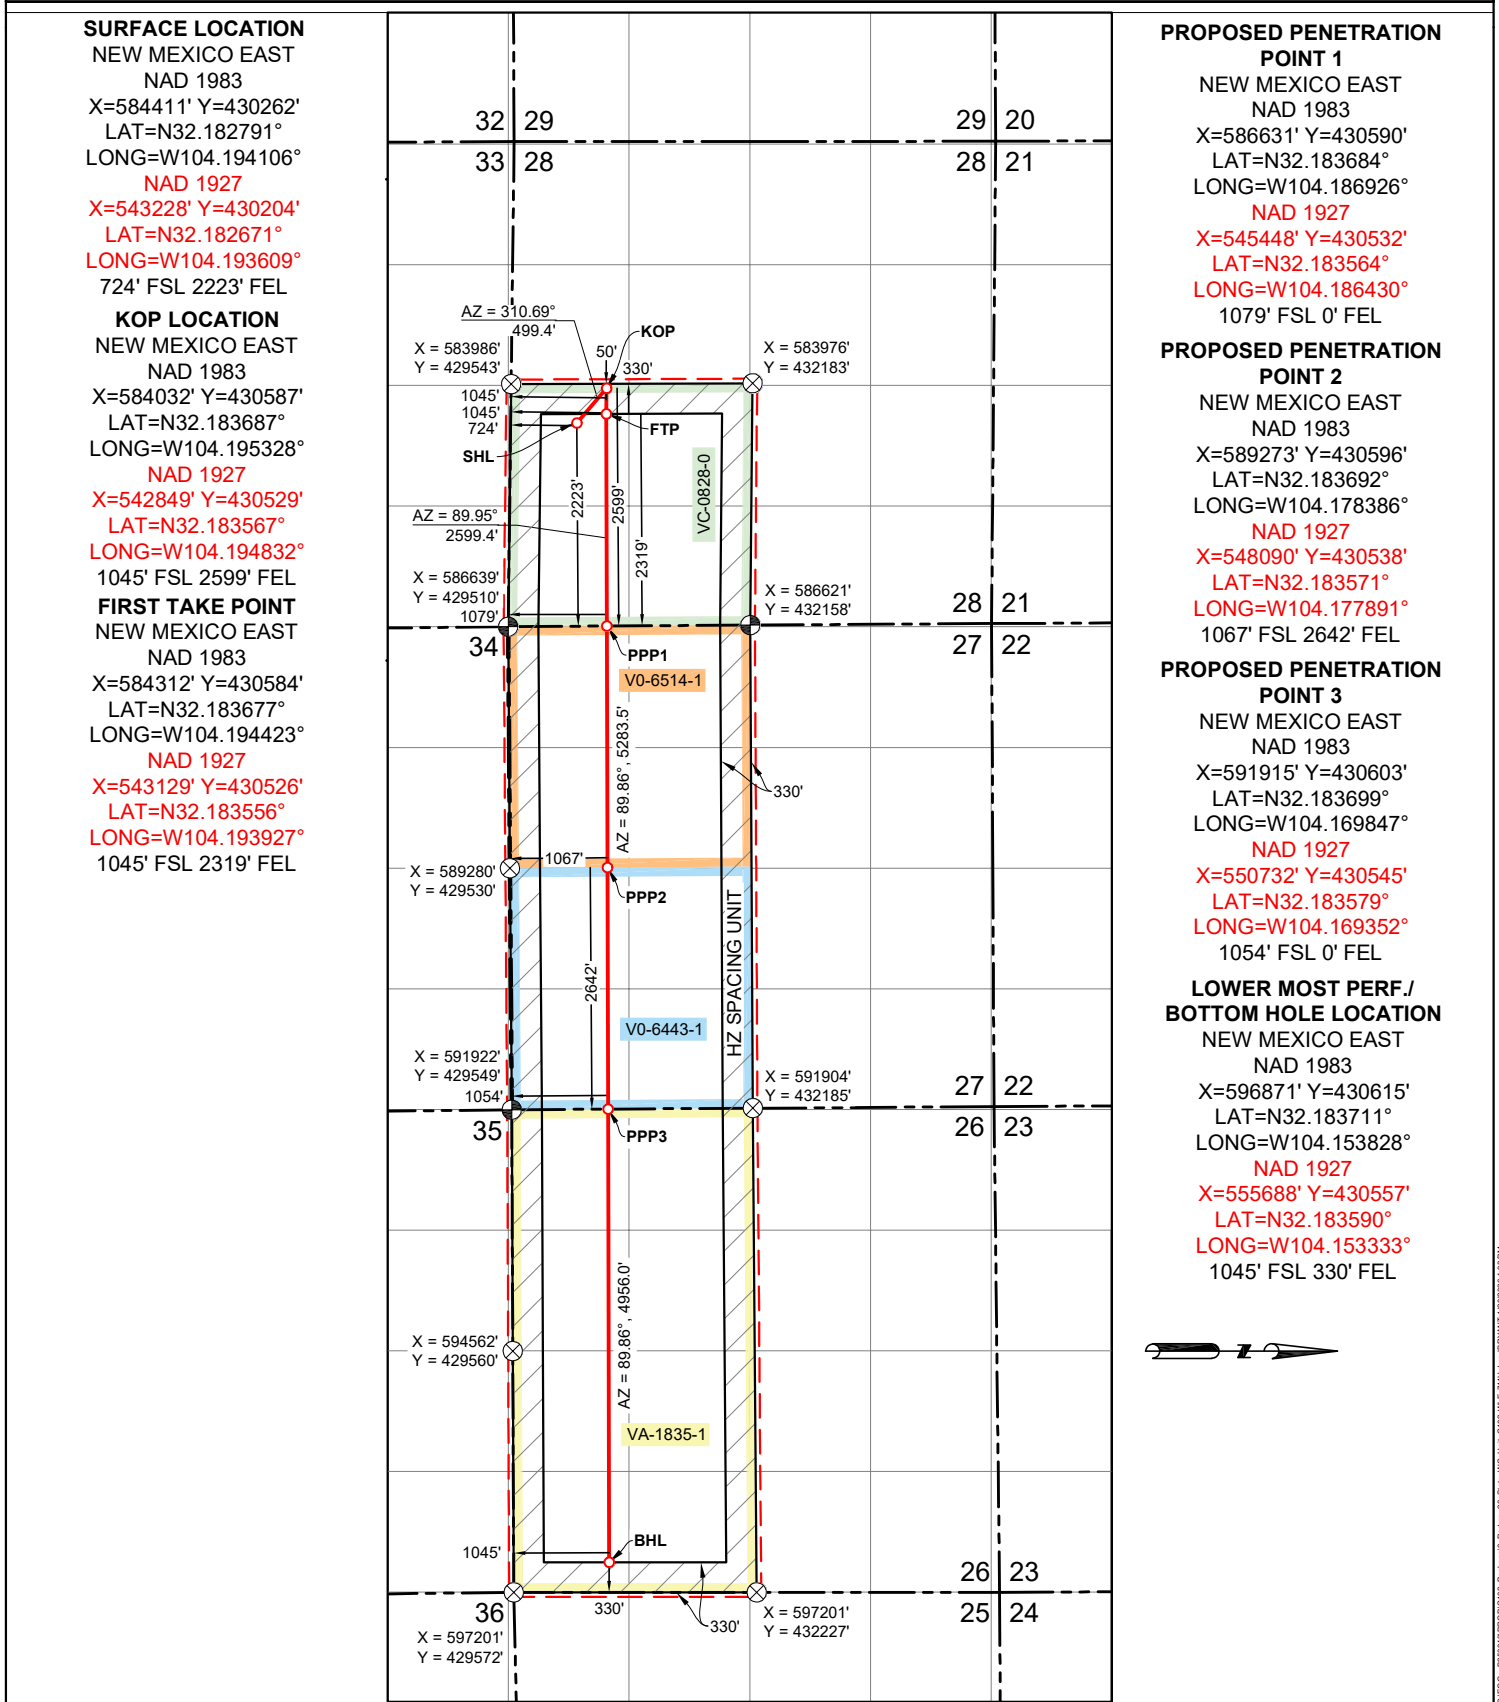 SURFACE LOCATION
NEW MEXICO EAST
NAD 1983
X=584411' Y=430262'
LAT=N32.182791°
LONG=W104.194106°
NAD 1927
X=543228' Y=430204'
LAT=N32.182671°
LONG=W104.193609°
724' FSL 2223' FEL
KOP LOCATION
NEW MEXICO EAST
NAD 1983
X=584032' Y=430587'
LAT=N32.183687°
LONG=W104.195328°
NAD 1927
X=542849' Y=430529'
LAT=N32.183567°
LONG=W104.194832°
1045' FSL 2599' FEL
FIRST TAKE POINT
NEW MEXICO EAST
NAD 1983
X=584312' Y=430584'
LAT=N32.183677°
LONG=W104.194423°
NAD 1927
X=543129' Y=430526'
LAT=N32.183556°
LONG=W104.193927°
1045' FSL 2319' FEL
32 29
29 20
33 28
28 21
AZ = 310.69°
499.4'
KOP
50'
330'
X = 583986'
Y = 429543'
X = 583976'
Y = 432183'
1045'
1045'
724'
FTP
SHL
2223'
2599'
2319'
VC-0828-0
AZ = 89.95°
2599.4'
X = 586639'
Y = 429510'
1079'
X = 586621'
Y = 432158'
28 21
34
27 22
PPP1
V0-6514-1
AZ = 89.86°, 5283.5'
330'
1067'
X = 589280'
Y = 429530'
PPP2
2642'
V0-6443-1
HZ SPACING UNIT
X = 591922'
Y = 429549'
1054'
X = 591904'
Y = 432185'
27 22
35
26 23
PPP3
AZ = 89.86°, 4956.0'
X = 594562'
Y = 429560'
VA-1835-1
BHL
1045'
26 23
36
330'
330'
25 24
X = 597201'
Y = 429572'
X = 597201'
Y = 432227'
PROPOSED PENETRATION
POINT 1
NEW MEXICO EAST
NAD 1983
X=586631' Y=430590'
LAT=N32.183684°
LONG=W104.186926°
NAD 1927
X=545448' Y=430532'
LAT=N32.183564°
LONG=W104.186430°
1079' FSL 0' FEL
PROPOSED PENETRATION
POINT 2
NEW MEXICO EAST
NAD 1983
X=589273' Y=430596'
LAT=N32.183692°
LONG=W104.178386°
NAD 1927
X=548090' Y=430538'
LAT=N32.183571°
LONG=W104.177891°
1067' FSL 2642' FEL
PROPOSED PENETRATION
POINT 3
NEW MEXICO EAST
NAD 1983
X=591915' Y=430603'
LAT=N32.183699°
LONG=W104.169847°
NAD 1927
X=550732' Y=430545'
LAT=N32.183579°
LONG=W104.169352°
1054' FSL 0' FEL
LOWER MOST PERF./
BOTTOM HOLE LOCATION
NEW MEXICO EAST
NAD 1983
X=596871' Y=430615'
LAT=N32.183711°
LONG=W104.153828°
NAD 1927
X=555688' Y=430557'
LAT=N32.183590°
LONG=W104.153333°
1045' FSL 330' FEL
Z